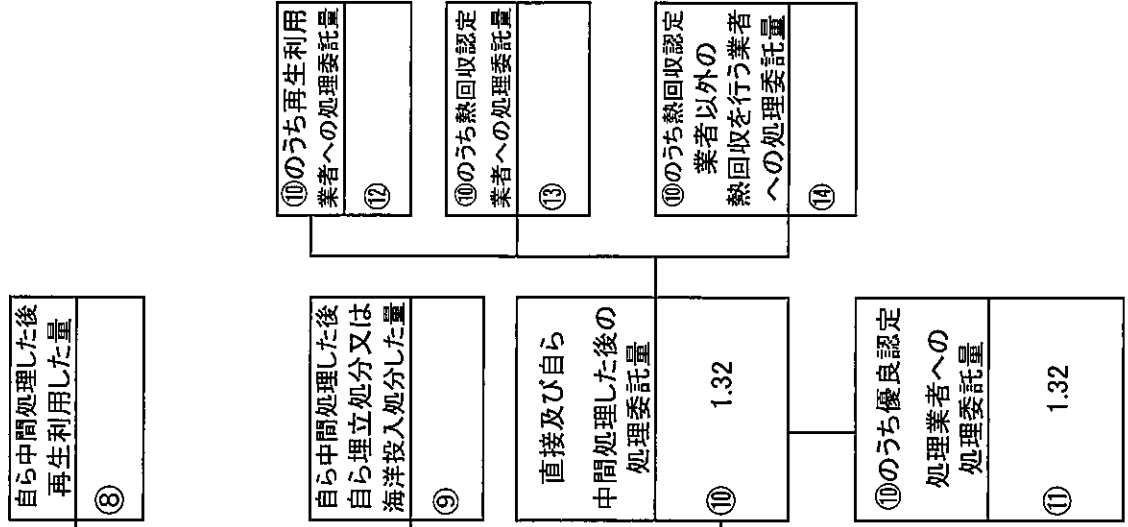 自ら中間処理した後
再生利用した量
⑧
自ら中間処理した後
自ら埋立処分又は
海洋投入処分した量
⑨
直接及び自ら
中間処理した後の
処理委託量
⑩
1.32
⑩のうち優良認定
処理業者への
処理委託量
⑪
1.32
⑩のうち再生利用
業者への処理委託量
⑫
⑩のうち熱回収認定
業者への処理委託量
⑬
⑩のうち熱回収認定
業者以外の
熱回収を行う業者
への処理委託量
⑭